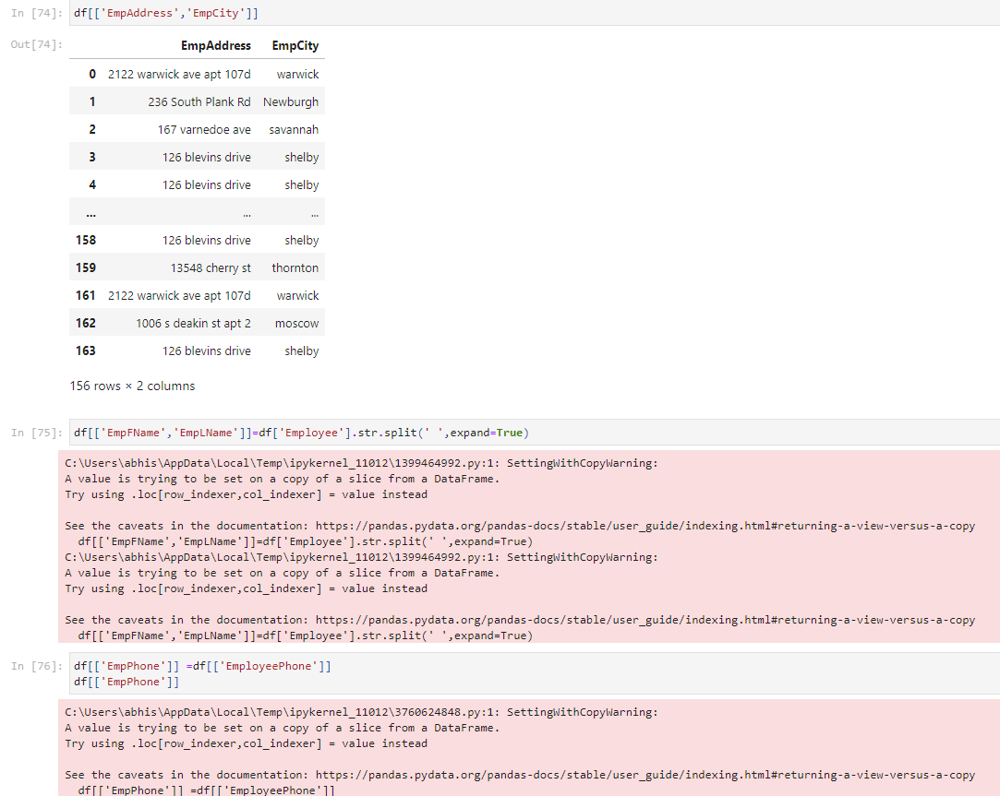 In [74]: df[['EmpAddress','EmpCity']]
Out[74]:
EmpAddress EmpCity
0 2122 warwick ave apt 107d warwick
1 236 South Plank Rd Newburgh
2 167 varnedoe ave savannah
3 126 blevins drive shelby
4 126 blevins drive shelby
... ... ...
158 126 blevins drive shelby
159 13548 cherry st thornton
161 2122 warwick ave apt 107d warwick
162 1006 s deakin st apt 2 moscow
163 126 blevins drive shelby
156 rows × 2 columns
In [75]: df[['EmpFName','EmpLName']]=df['Employee'].str.split(' ',expand=True)
C:\Users\abhis\AppData\Local\Temp\ipykernel_11012\1399464992.py:1: SettingWithCopyWarning:
A value is trying to be set on a copy of a slice from a DataFrame.
Try using .loc[row_indexer,col_indexer] = value instead
See the caveats in the documentation: https://pandas.pydata.org/pandas-docs/stable/user_guide/indexing.html#returning-a-view-versus-a-copy
df[['EmpFName','EmpLName']]=df['Employee'].str.split(' ',expand=True)
C:\Users\abhis\AppData\Local\Temp\ipykernel_11012\1399464992.py:1: SettingWithCopyWarning:
A value is trying to be set on a copy of a slice from a DataFrame.
Try using .loc[row_indexer,col_indexer] = value instead
See the caveats in the documentation: https://pandas.pydata.org/pandas-docs/stable/user_guide/indexing.html#returning-a-view-versus-a-copy
df[['EmpFName','EmpLName']]=df['Employee'].str.split(' ',expand=True)
In [76]: df[['EmpPhone']] =df[['EmployeePhone']]
df[['EmpPhone']]
C:\Users\abhis\AppData\Local\Temp\ipykernel_11012\3760624848.py:1: SettingWithCopyWarning:
A value is trying to be set on a copy of a slice from a DataFrame.
Try using .loc[row_indexer,col_indexer] = value instead
See the caveats in the documentation: https://pandas.pydata.org/pandas-docs/stable/user_guide/indexing.html#returning-a-view-versus-a-copy
df[['EmpPhone']] =df[['EmployeePhone']]